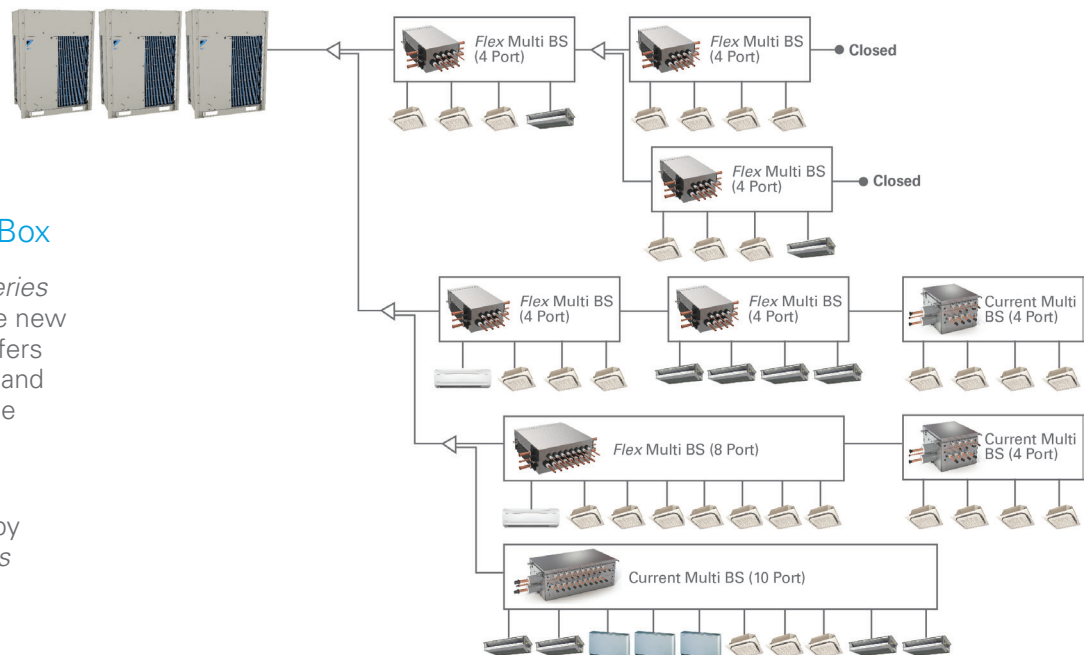 Flex Multi BS
(4 Port)
Flex Multi BS
(4 Port)
Closed
Flex Multi BS
(4 Port)
Closed
Box
eries
e new
fers
and
e
by
s
Flex Multi BS
(4 Port)
Flex Multi BS
(4 Port)
Current Multi
BS (4 Port)
Flex Multi BS (8 Port)
Current Multi
BS (4 Port)
Current Multi BS (10 Port)